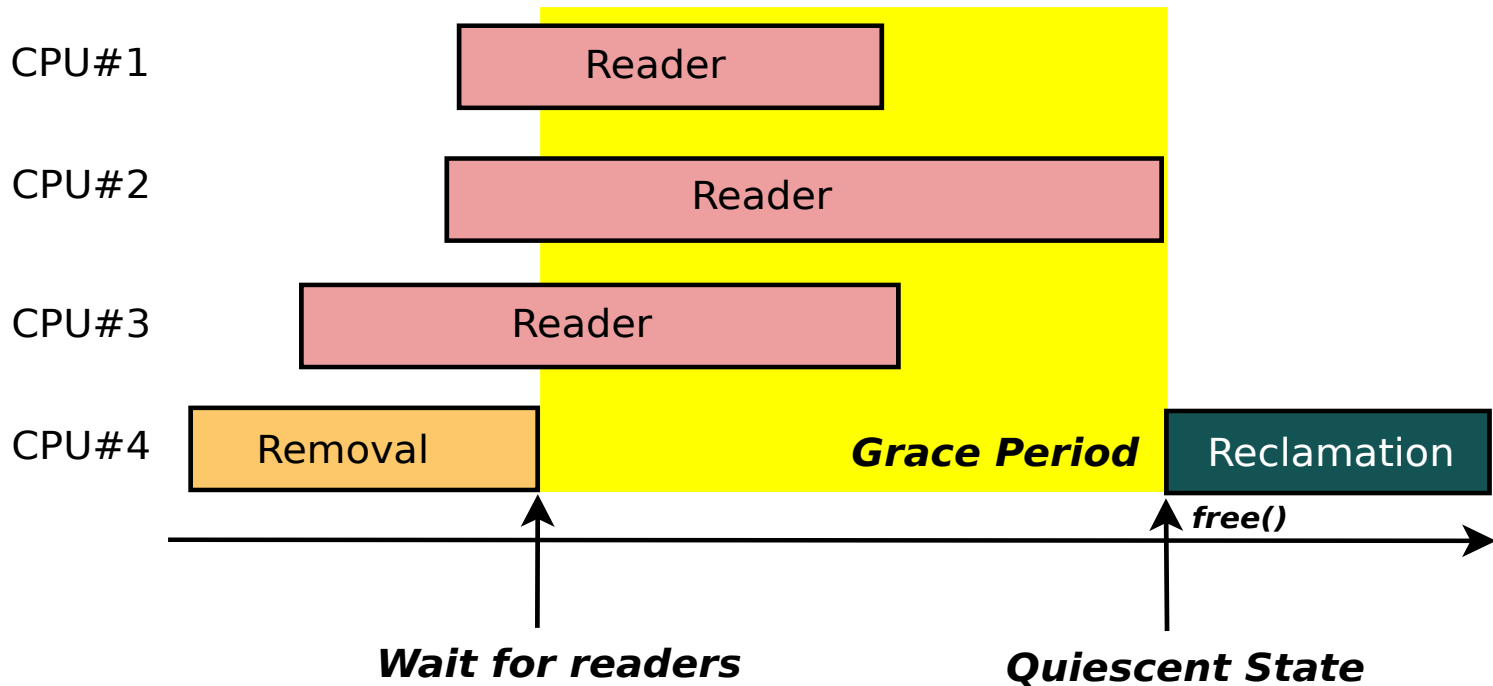 CPU#1
Reader
CPU#2
Reader
CPU#3
Reader
CPU#4
Removal
Grace Period
Reclamation
free()
Wait for readers
Quiescent State